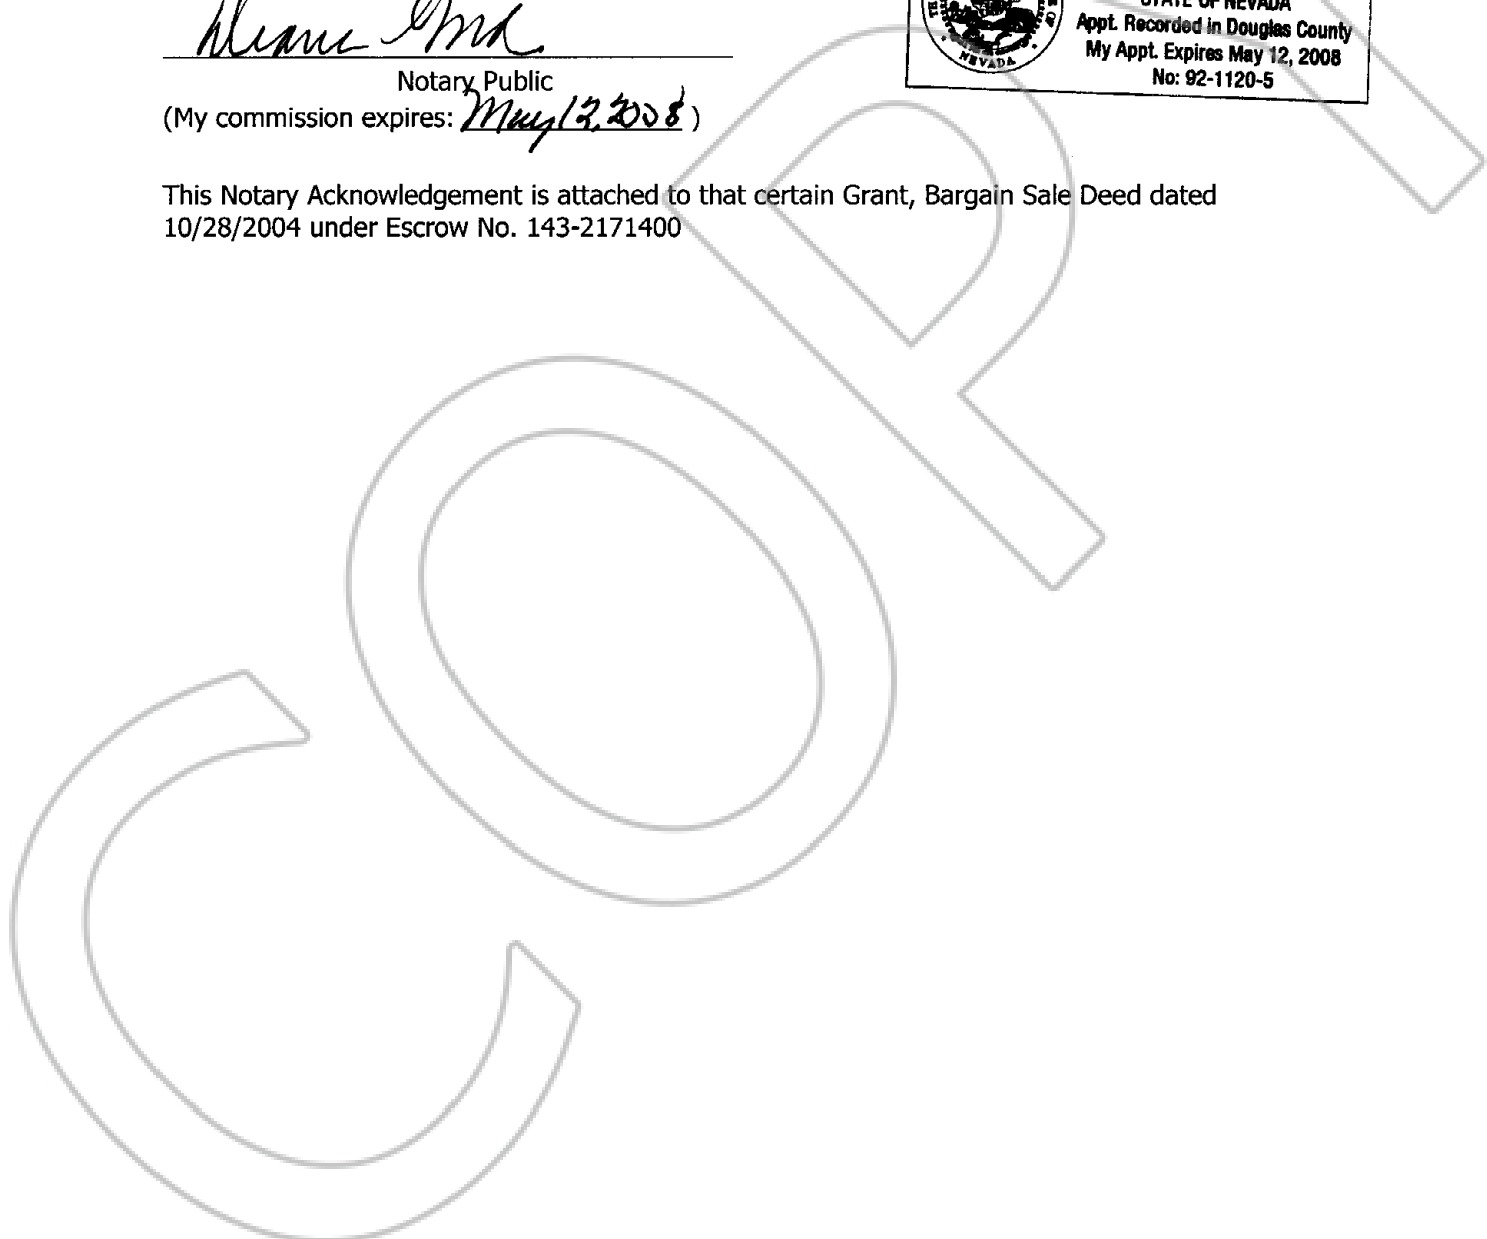 STATE OF NEVADA
Appt. Recorded in Douglas County
My Appt. Expires May 12, 2008
No: 92-1120-5
NEVADA
Notary Public
(My commission expires: May 12, 2008 )
This Notary Acknowledgement is attached to that certain Grant, Bargain Sale Deed dated
10/28/2004 under Escrow No. 143-2171400
COPY